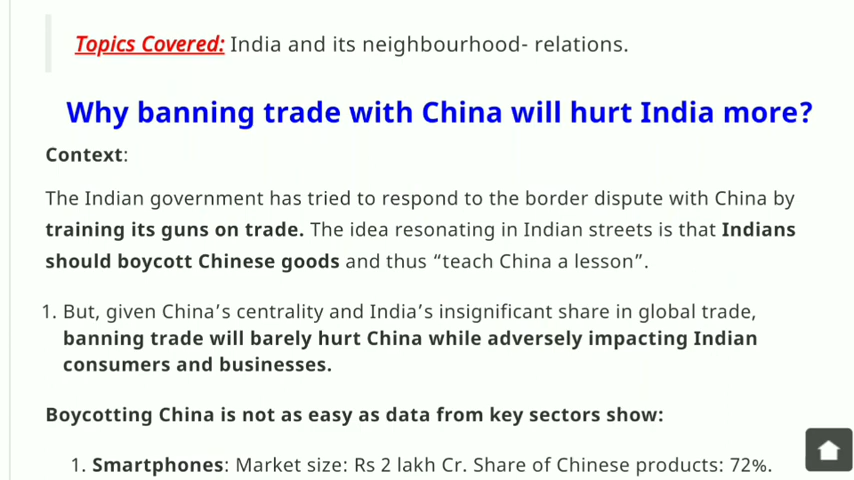 Topics Covered: India and its neighbourhood- relations.
Why banning trade with China will hurt India more?
Context:
The Indian government has tried to respond to the border dispute with China by
training its guns on trade. The idea resonating in Indian streets is that Indians
should boycott Chinese goods and thus “teach China a lesson”.
1. But, given China’s centrality and India’s insignificant share in global trade,
banning trade will barely hurt China while adversely impacting Indian
consumers and businesses.
Boycotting China is not as easy as data from key sectors show:
1. Smartphones: Market size: Rs 2 lakh Cr. Share of Chinese products: 72%.